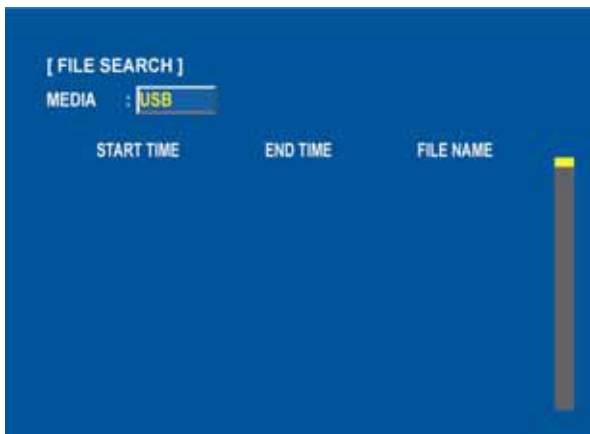 [ FILE SEARCH ]
MEDIA : USB
START TIME END TIME FILE NAME